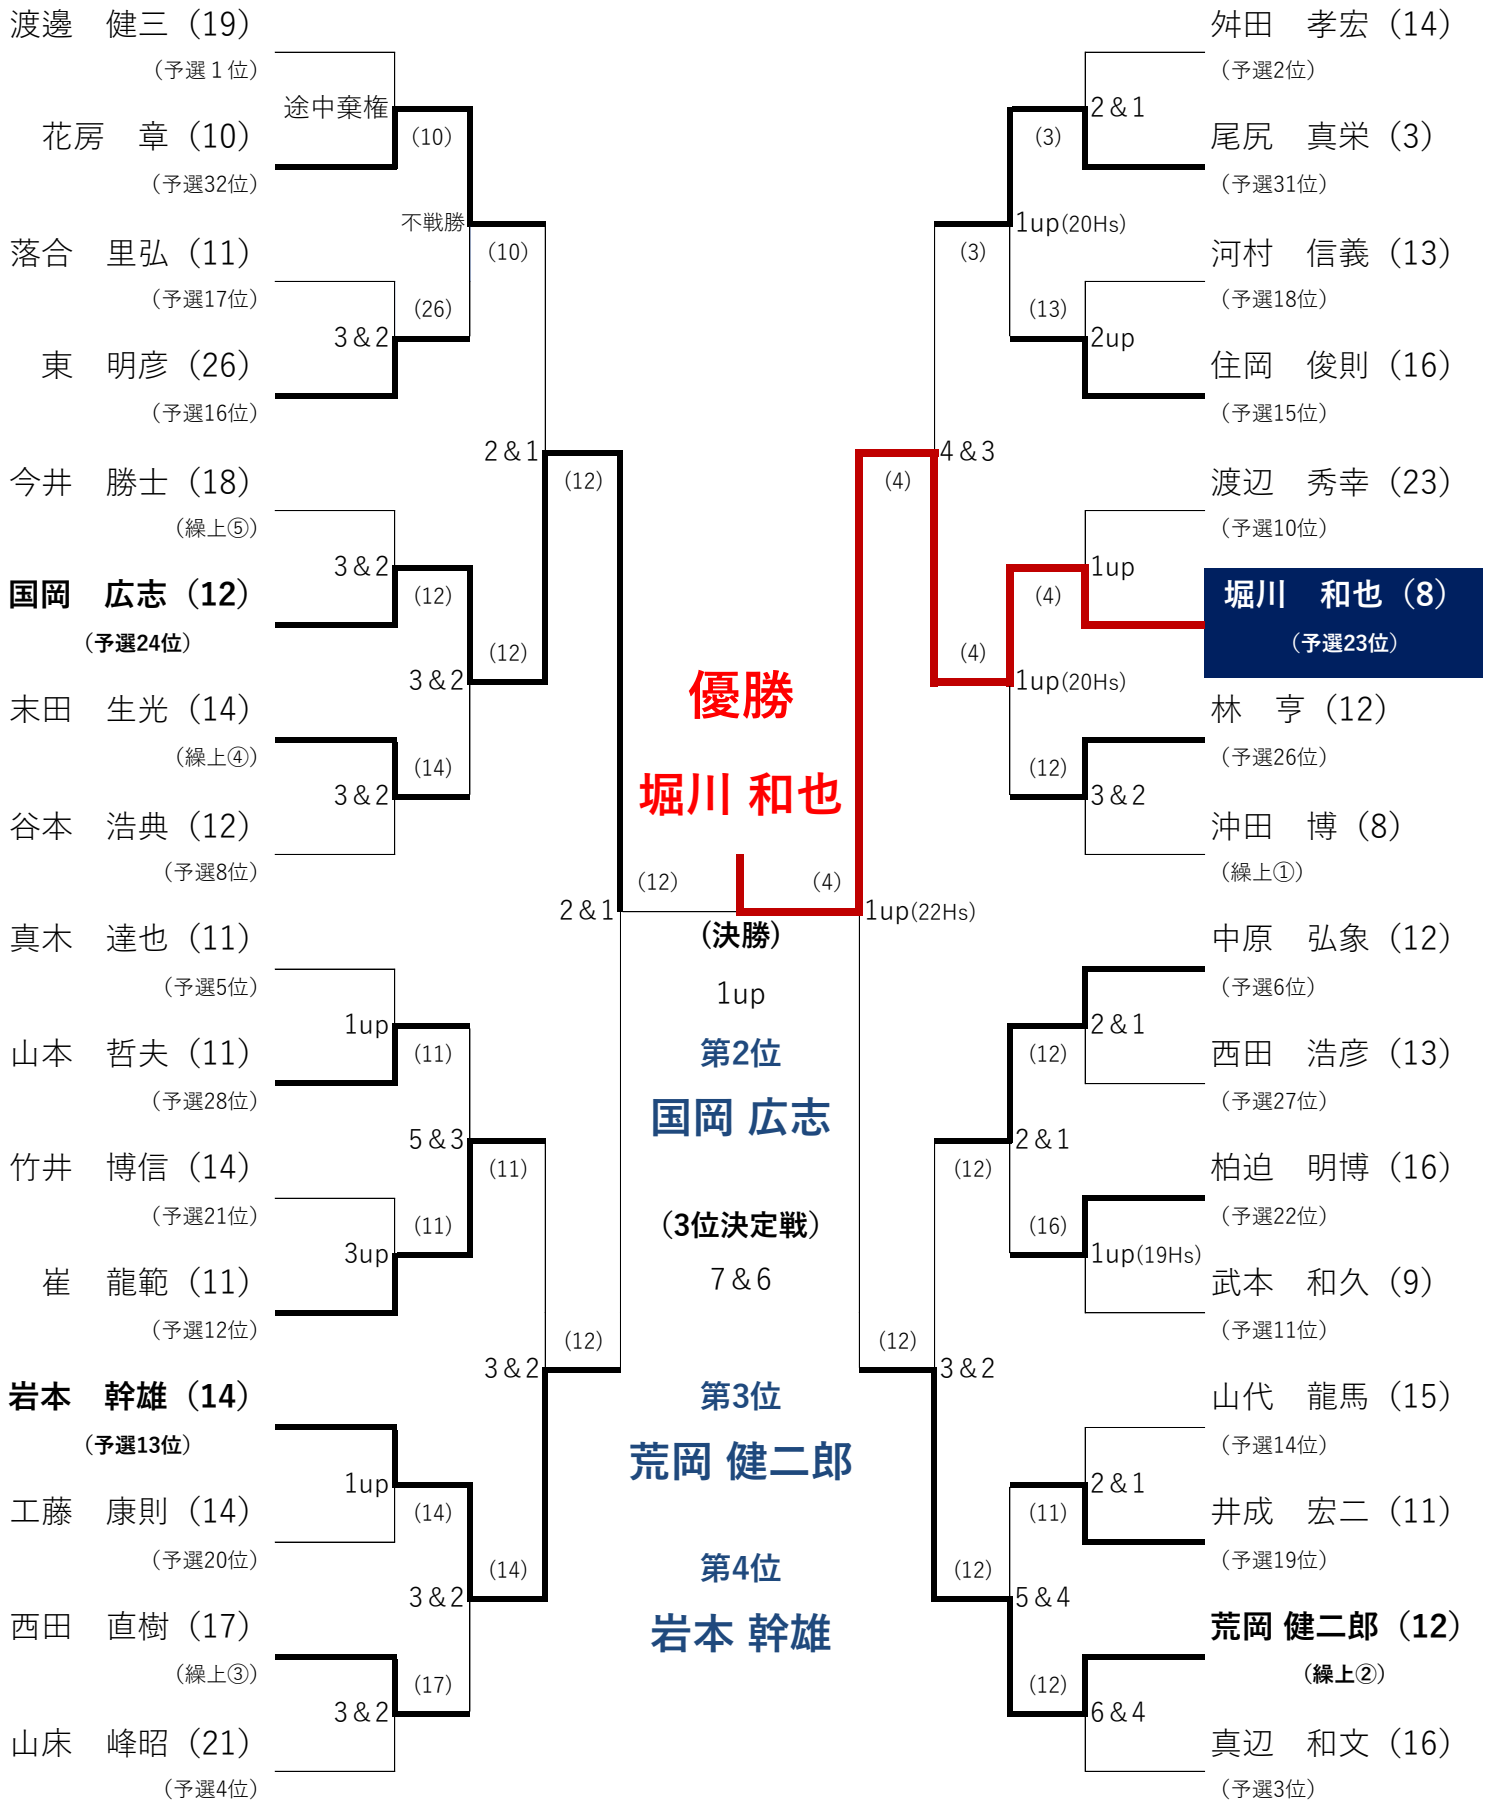 渡邊　健三（19）
（予選１位）
途中棄権
花房　章（10）
(10)
（予選32位）
不戦勝
落合　里弘（11）
(10)
（予選17位）
(26)
3＆2
東　明彦（26）
（予選16位）
2＆1
今井　勝士（18）
(12)
（繰上⑤）
3＆2
国岡　広志（12）
(12)
（予選24位）
(12)
3＆2
末田　生光（14）
（繰上④）
(14)
3＆2
谷本　浩典（12）
（予選8位）
(12)
2＆1
真木　達也（11）
（予選5位）
1up
山本　哲夫（11）
(11)
（予選28位）
5＆3
竹井　博信（14）
(11)
（予選21位）
(11)
3up
崔　龍範（11）
（予選12位）
(12)
3＆2
岩本　幹雄（14）
（予選13位）
1up
工藤　康則（14）
(14)
（予選20位）
(14)
3＆2
西田　直樹（17）
（繰上③）
(17)
3＆2
山床　峰昭（21）
（予選4位）
優勝
堀川 和也
(決勝)
1up
第2位
国岡 広志
（3位決定戦）
7＆6
第3位
荒岡 健二郎
第4位
岩本 幹雄
舛田　孝宏（14）
（予選2位）
2＆1
(3)
尾尻　真栄（3）
（予選31位）
1up(20Hs)
(3)
河村　信義（13）
（予選18位）
(13)
2up
住岡　俊則（16）
（予選15位）
4＆3
(4)
渡辺　秀幸（23）
（予選10位）
1up
(4)
堀川　和也（8）
（予選23位）
(4)
1up(20Hs)
林　亨（12）
（予選26位）
(12)
3＆2
沖田　博（8）
（繰上①）
(4)
1up(22Hs)
中原　弘象（12）
（予選6位）
2＆1
(12)
西田　浩彦（13）
（予選27位）
2＆1
(12)
柏迫　明博（16）
（予選22位）
(16)
1up(19Hs)
武本　和久（9）
（予選11位）
(12)
3＆2
山代　龍馬（15）
（予選14位）
2＆1
(11)
井成　宏二（11）
（予選19位）
(12)
5＆4
荒岡 健二郎（12）
（繰上②）
(12)
6＆4
真辺　和文（16）
（予選3位）